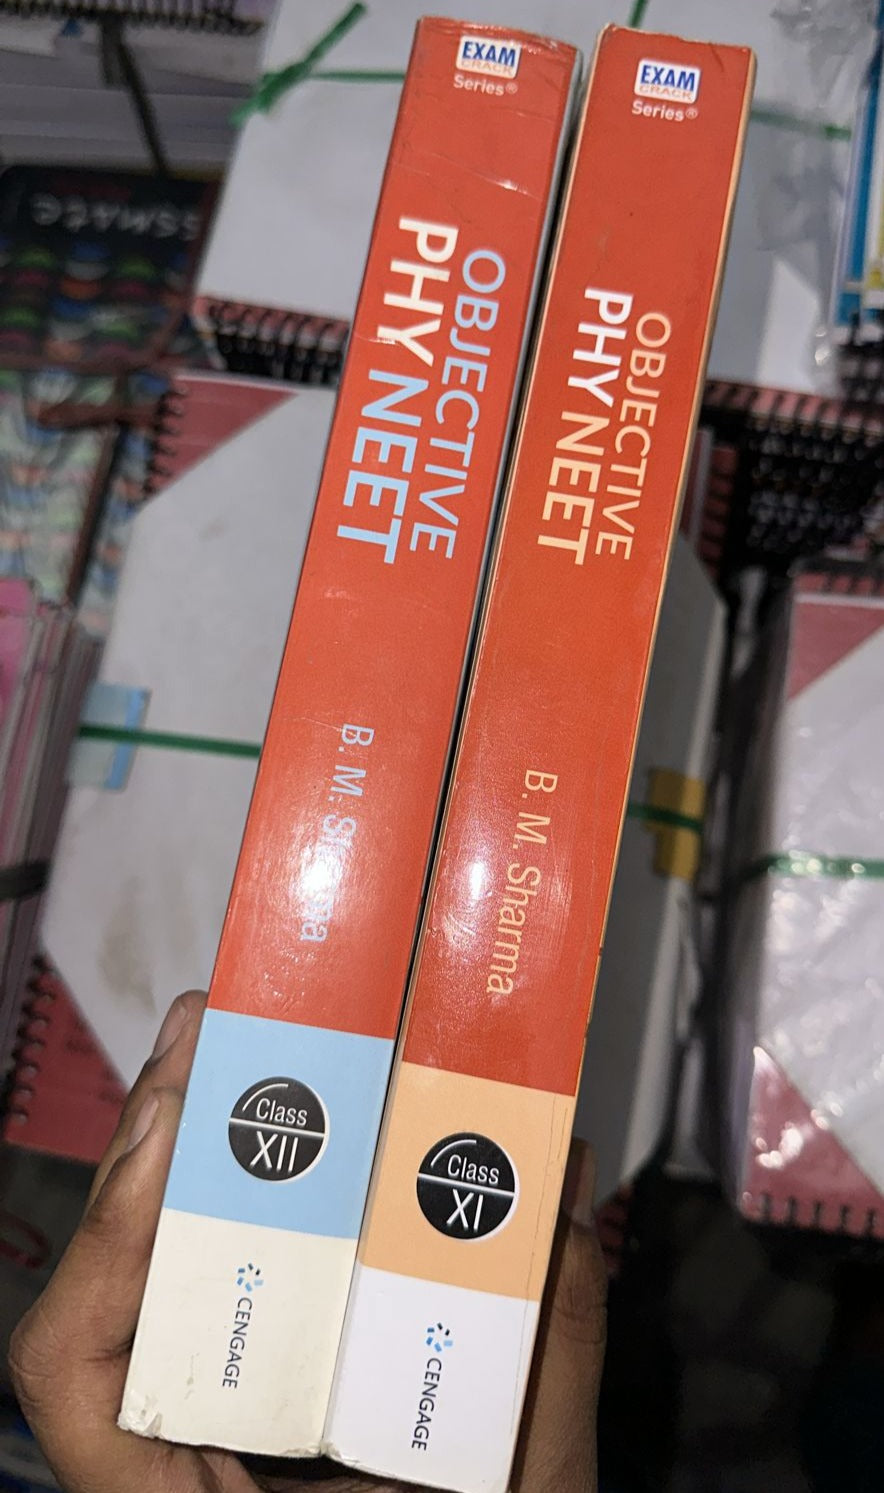 EXAM
CRACK
Series®
OBJECTIVE
PHY NEET
B. M. Sharma
Class
XII
CENGAGE
EXAM
CRACK
Series®
OBJECTIVE
PHY NEET
B. M. Sharma
Class
XI
CENGAGE